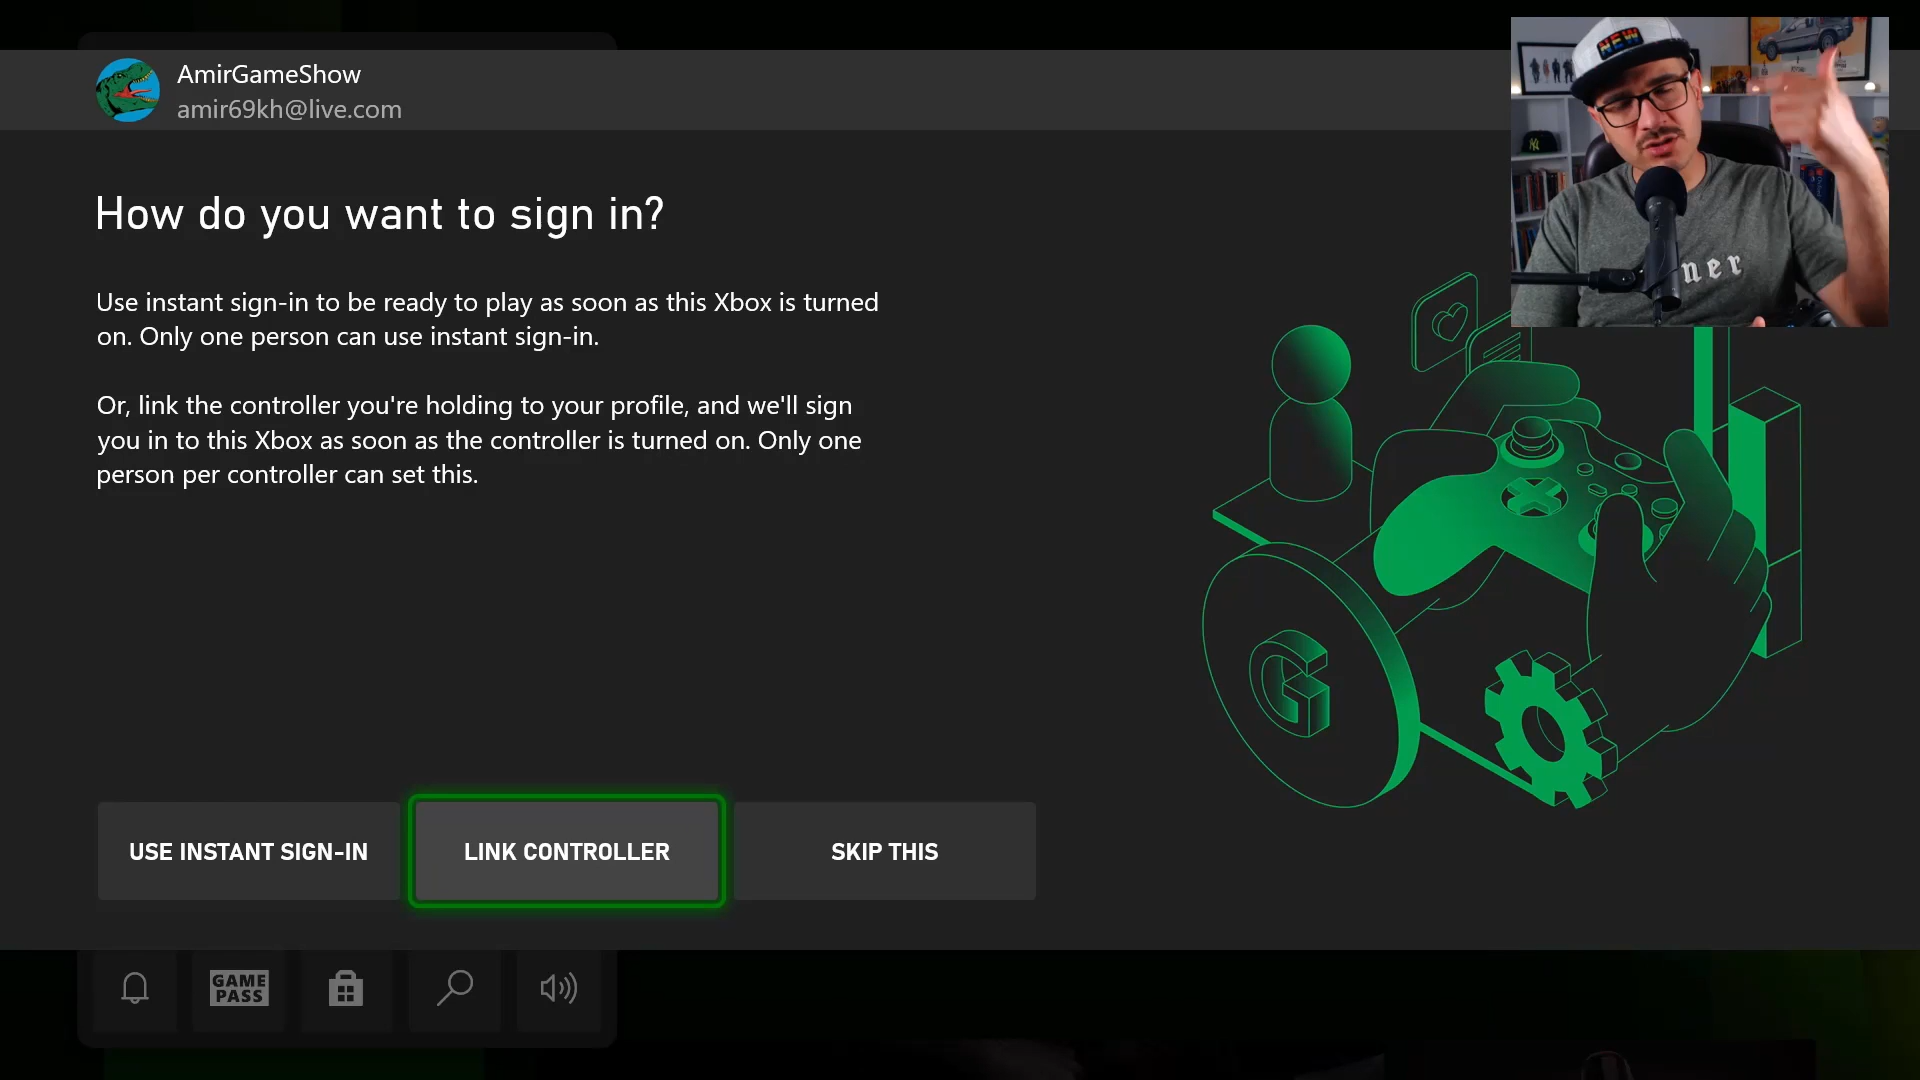 AmirGameShow
amir69kh@live.com
NEW
ner
How do you want to sign in?
Use instant sign-in to be ready to play as soon as this Xbox is turned
on. Only one person can use instant sign-in.
Or, link the controller you're holding to your profile, and we'll sign
you in to this Xbox as soon as the controller is turned on. Only one
person per controller can set this.
G
USE INSTANT SIGN-IN
LINK CONTROLLER
SKIP THIS
GAME
PASS